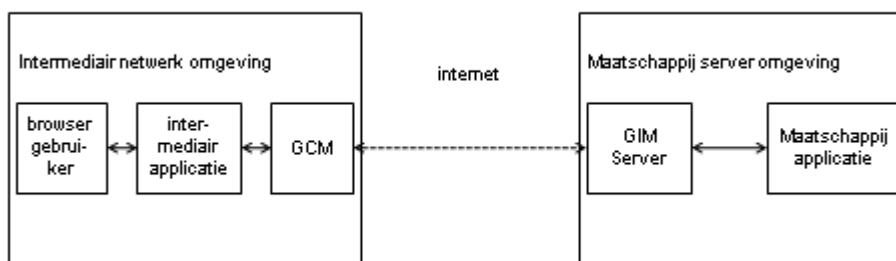 Intermediair netwerk omgeving
internet
Maatschappij server omgeving
browser
gebrui-
ker
inter-
mediair
applicatie
GCM
GIM
Server
Maatschappij
applicatie